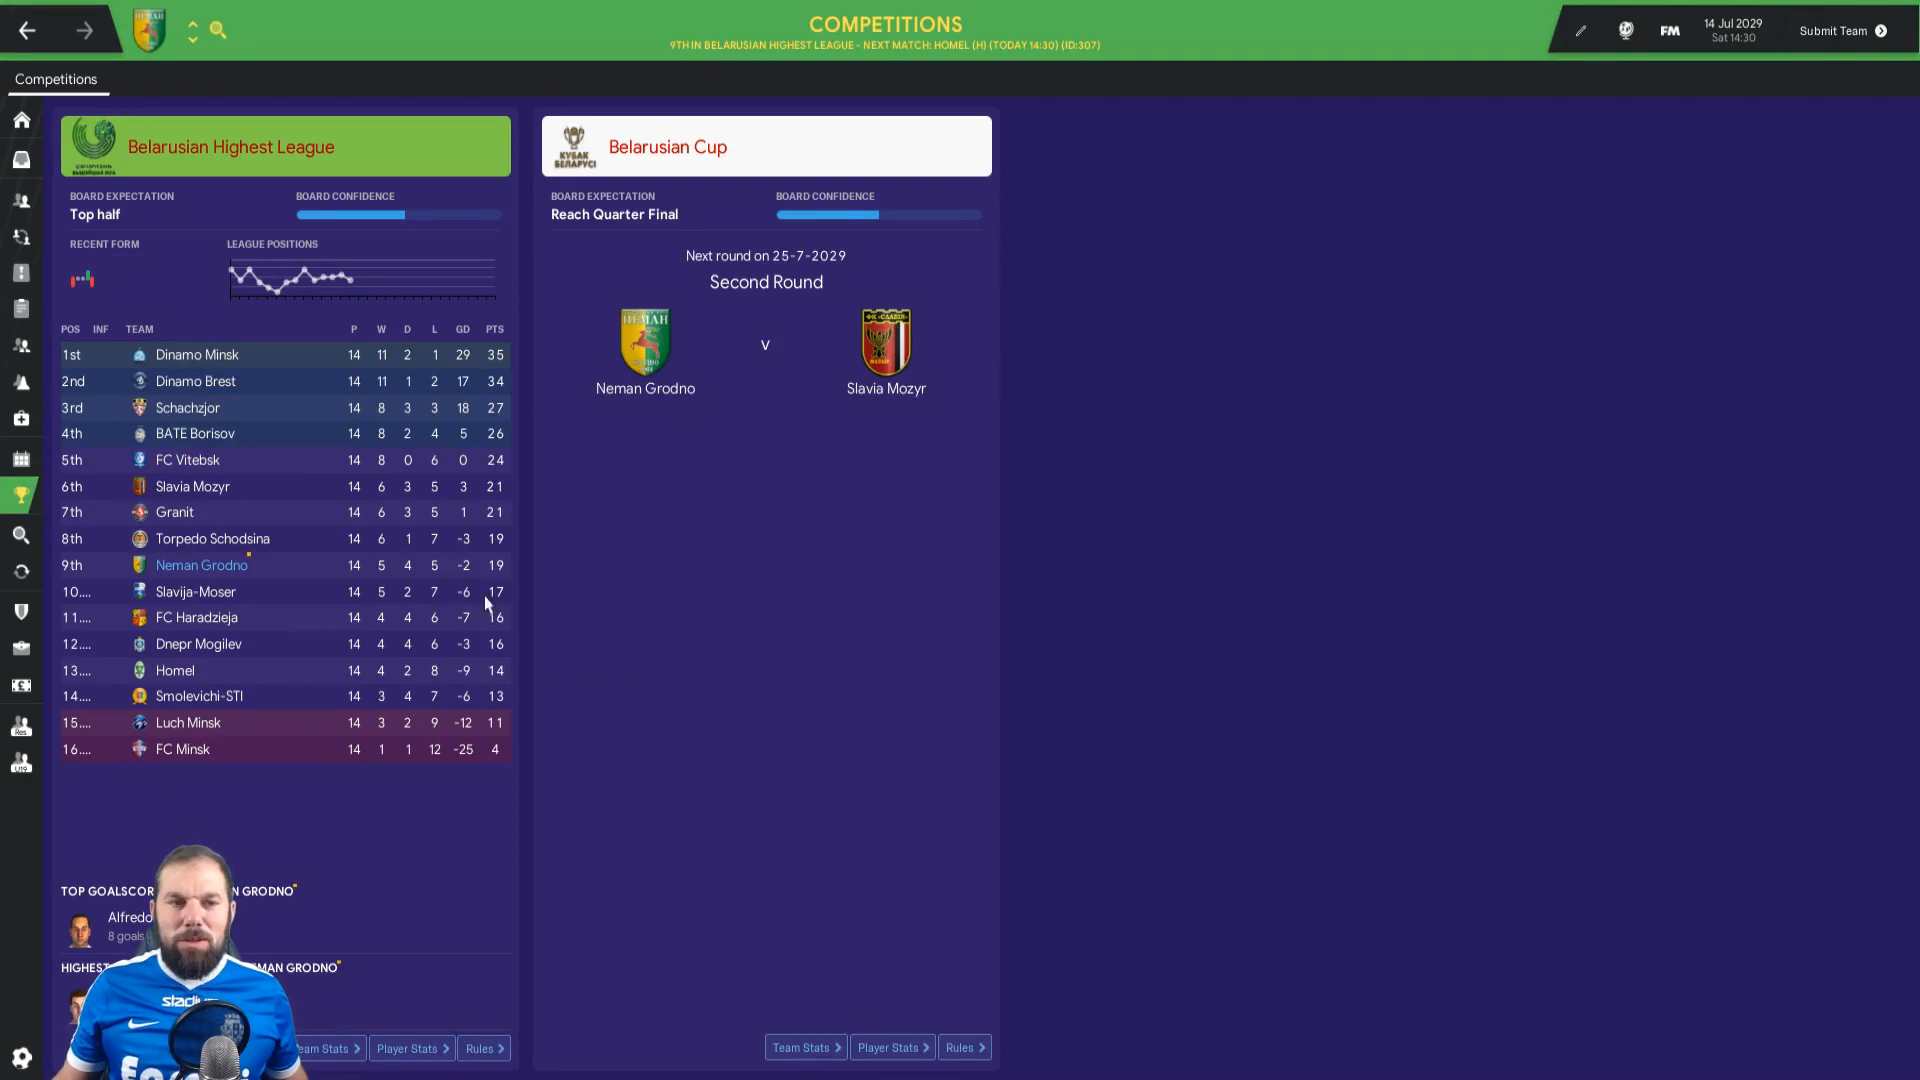 COMPETITIONS
9TH IN BELARUSIAN HIGHEST LEAGUE - NEXT MATCH: HOMEL (H) (TODAY 14:30) (ID:307)
FM
14 Jul 2029
Sat 14:30
Submit Team
Competitions
Belarusian Highest League
BOARD EXPECTATION BOARD CONFIDENCE
Top half
RECENT FORM LEAGUE POSITIONS
POS INF TEAM P W D L GD PTS
1st Dinamo Minsk 14 11 2 1 29 35
2nd Dinamo Brest 14 11 1 2 17 34
3rd Schachzjor 14 8 3 3 18 27
4th BATE Borisov 14 8 2 4 5 26
5th FC Vitebsk 14 8 0 6 0 24
6th Slavia Mozyr 14 6 3 5 3 21
7th Granit 14 6 3 5 1 21
8th Torpedo Schodsina 14 6 1 7 -3 19
9th Neman Grodno 14 5 4 5 -2 19
10.... Slavija-Moser 14 5 2 7 -6 17
11.... FC Haradzieja 14 4 4 6 -7 16
12.... Dnepr Mogilev 14 4 4 6 -3 16
13.... Homel 14 4 2 8 -9 14
14.... Smolevichi-STI 14 3 4 7 -6 13
15.... Luch Minsk 14 3 2 9 -12 11
16.... FC Minsk 14 1 1 12 -25 4
TOP GOALSCOR N GRODNO
Alfredo
8 goals
HIGHEST EMAN GRODNO
eam Stats Player Stats Rules
КУБАК
БЕЛАРУСІ
Belarusian Cup
BOARD EXPECTATION BOARD CONFIDENCE
Reach Quarter Final
Next round on 25-7-2029
Second Round
НЕМАН
v
Neman Grodno Slavia Mozyr
Team Stats Player Stats Rules
Res
U19
stadiu